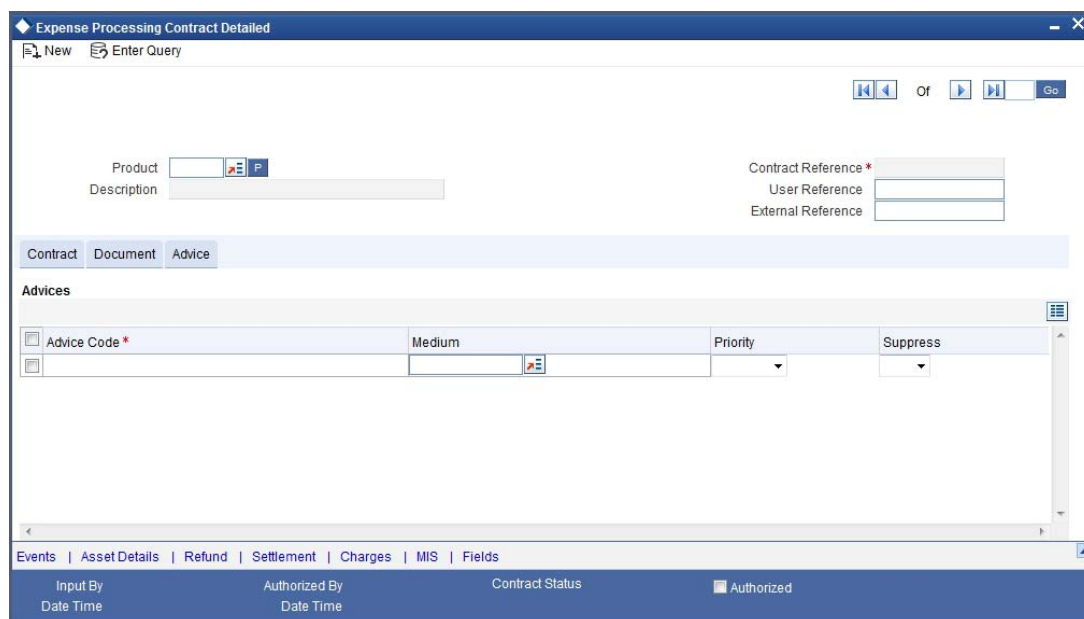 Expense Processing Contract Detailed
New Enter Query
Of Go
Product P Contract Reference *
Description User Reference
External Reference
Contract Document Advice
Advices
Advice Code * Medium Priority Suppress
Events | Asset Details | Refund | Settlement | Charges | MIS | Fields
Input By Authorized By Contract Status Authorized
Date Time Date Time